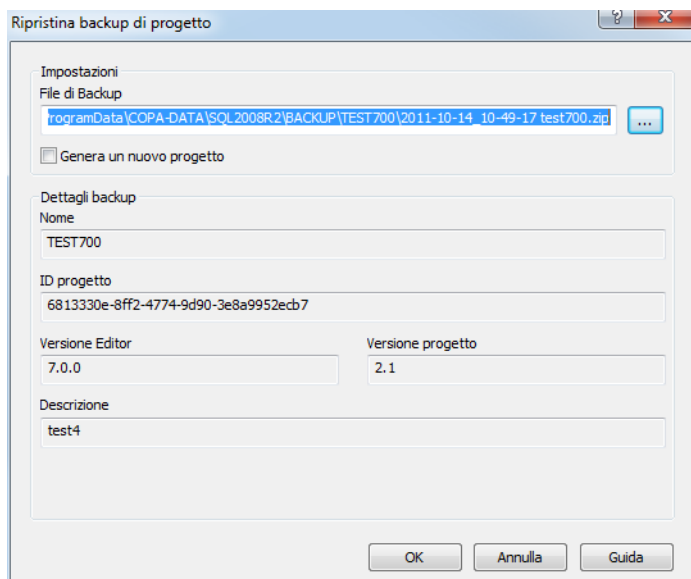 Ripristina backup di progetto
Impostazioni
File di Backup
rogramData\COPA-DATA\SQL2008R2\BACKUP\TEST700\2011-10-14_10-49-17 test700.zip
...
Genera un nuovo progetto
Dettagli backup
Nome
TEST700
ID progetto
6813330e-8ff2-4774-9d90-3e8a9952ecb7
Versione Editor
Versione progetto
7.0.0
2.1
Descrizione
test4
OK
Annulla
Guida